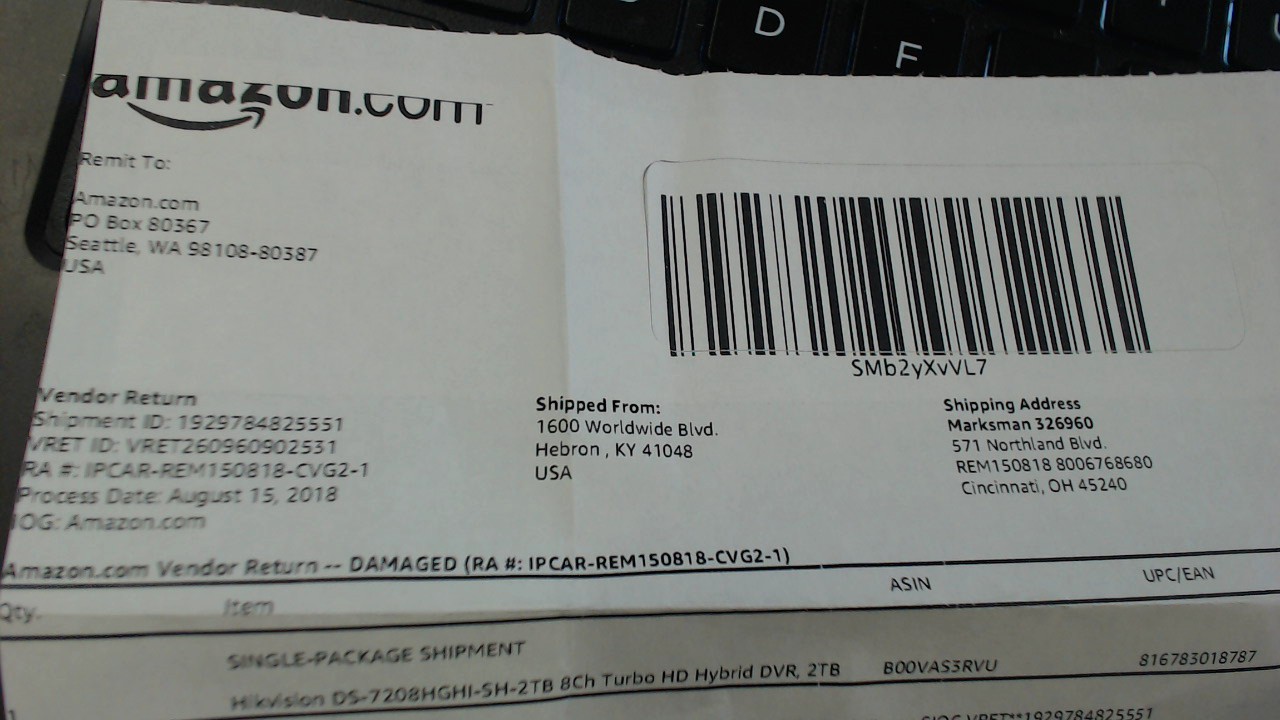 D
F
amazon.com
Remit To:
Amazon.com
PO Box 80367
Seattle, WA 98108-80387
USA
SMb2yXvVL7
Vendor Return
Shipment ID: 1929784825551
VRET ID: VRET260960902531
RA #: IPCAR-REM150818-CVG2-1
Process Date: August 15, 2018
IOG: Amazon.com
Shipped From:
1600 Worldwide Blvd.
Hebron , KY 41048
USA
Shipping Address
Marksman 326960
571 Northland Blvd.
REM150818 8006768680
Cincinnati, OH 45240
Amazon.com Vendor Return -- DAMAGED (RA #: IPCAR-REM150818-CVG2-1)
Qty. Item ASIN UPC/EAN
SINGLE-PACKAGE SHIPMENT
1 Hikvision DS-7208HGHI-SH-2TB 8Ch Turbo HD Hybrid DVR, 2TB B00VAS3RVU 816783018787